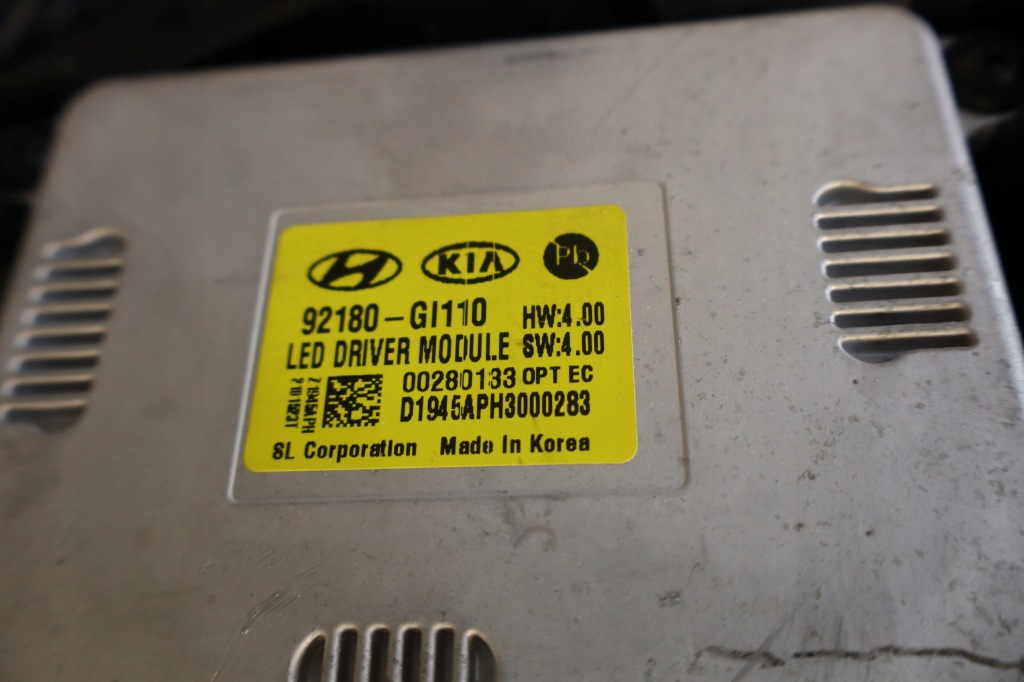 KIA Pb
92180-GI110 HW:4.00
LED DRIVER MODULE SW:4.00
00280133 OPT EC
D1945APH3000283
SL Corporation Made In Korea